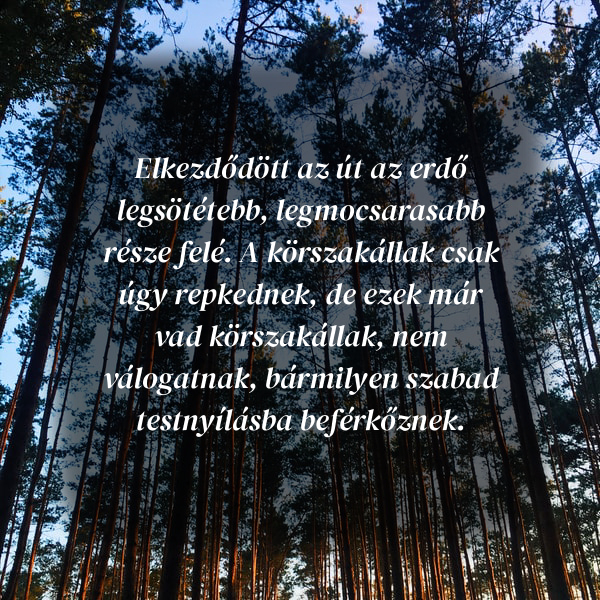 Elkezdődött az út az erdő
legsötétebb, legmocsarasabb
része felé. A körszakállak csak
úgy repkednek, de ezek már
vad körszakállak, nem
válogatnak, bármilyen szabad
testnyílásba beférkőznek.